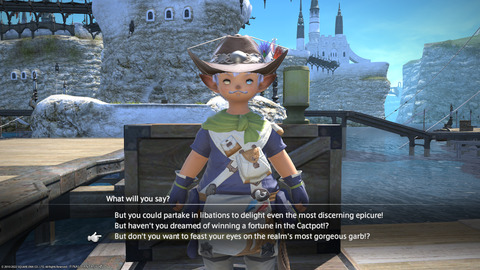 What will you say?
But you could partake in libations to delight even the most discerning epicure!
But haven't you dreamed of winning a fortune in the Cactpot!?
But don't you want to feast your eyes on the realm's most gorgeous garb!?